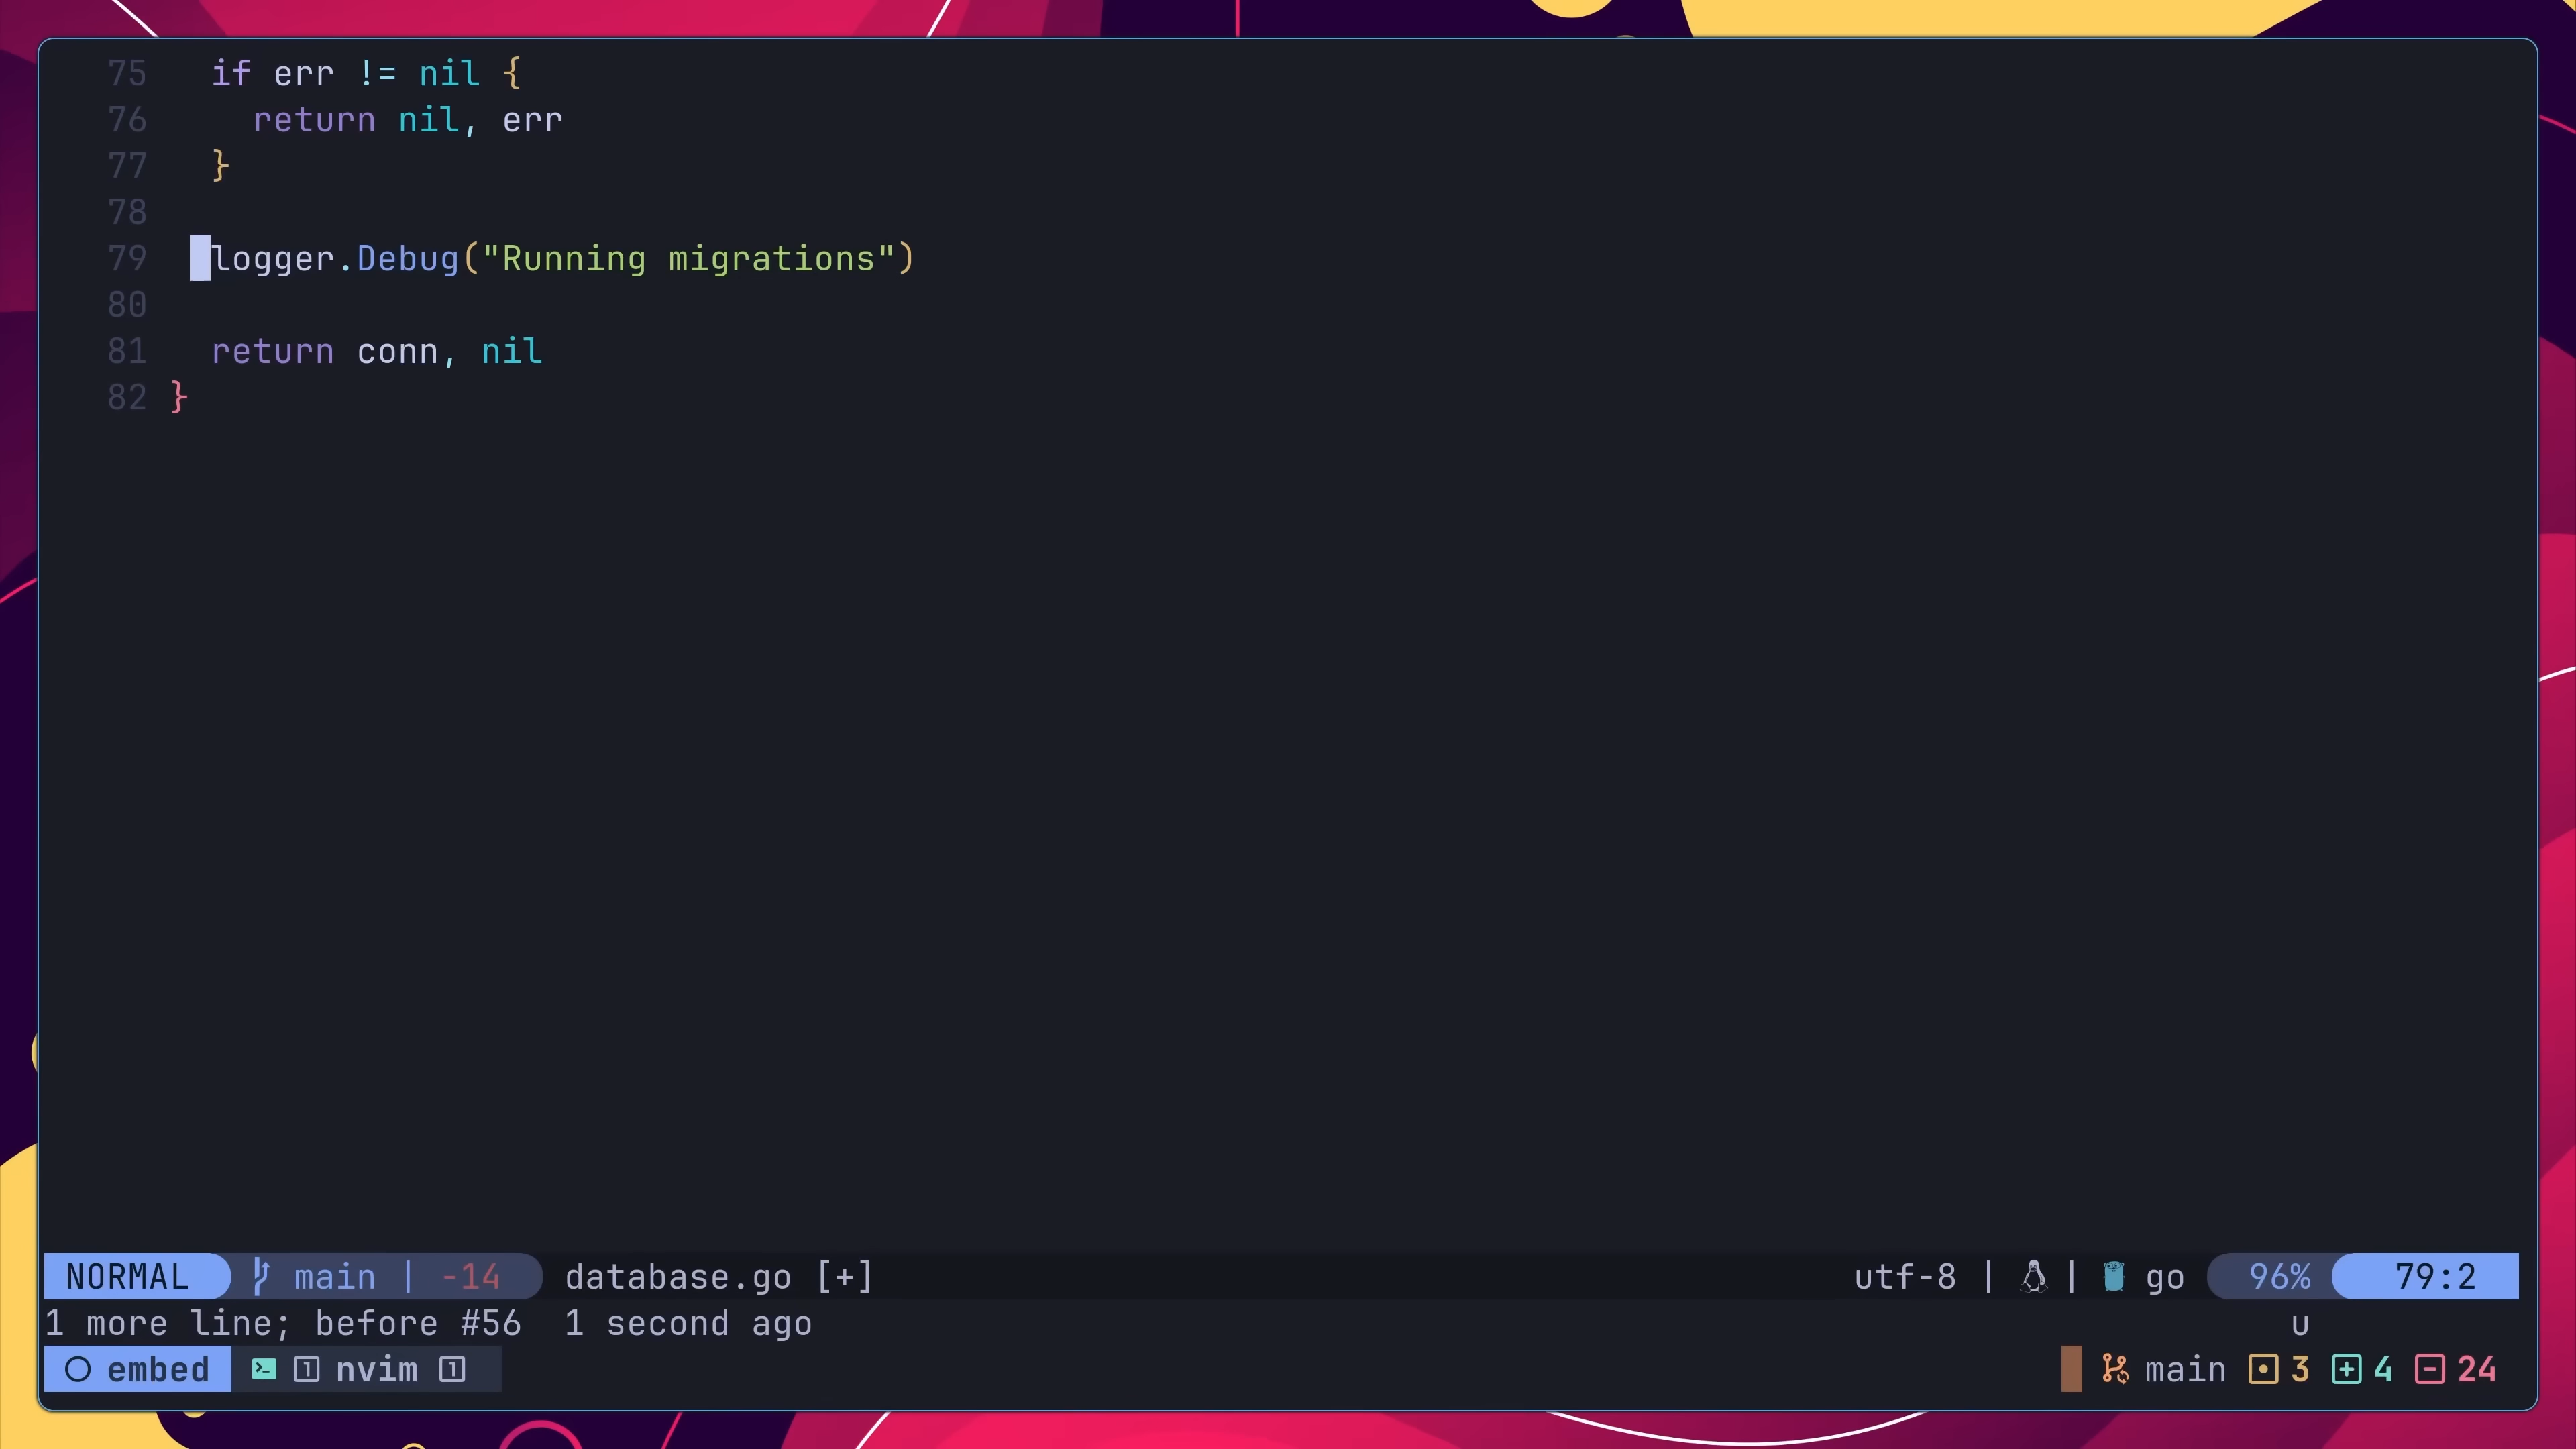 75 if err != nil {
76 return nil, err
77 }
78
79 logger.Debug("Running migrations")
80
81 return conn, nil
82 }
NORMAL main | -14 database.go [+] utf-8 | | go 96% 79:2
1 more line; before #56 1 second ago u
embed 1 nvim 1 main 3 4 24